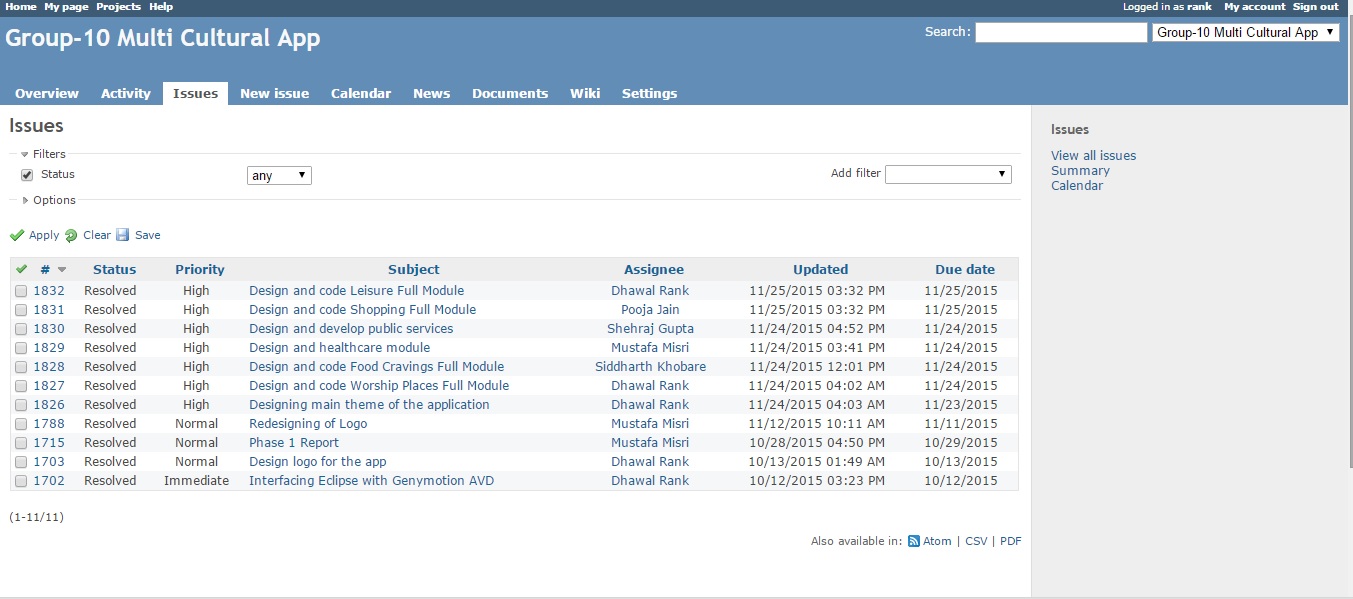 Home My page Projects Help Logged in as rank My account Sign out
Group-10 Multi Cultural App Search: Group-10 Multi Cultural App
Overview Activity Issues New issue Calendar News Documents Wiki Settings
Issues
Filters
Status any Add filter
Options
Apply Clear Save
# Status Priority Subject Assignee Updated Due date
1832 Resolved High Design and code Leisure Full Module Dhawal Rank 11/25/2015 03:32 PM 11/25/2015
1831 Resolved High Design and code Shopping Full Module Pooja Jain 11/25/2015 03:32 PM 11/25/2015
1830 Resolved High Design and develop public services Shehraj Gupta 11/24/2015 04:52 PM 11/24/2015
1829 Resolved High Design and healthcare module Mustafa Misri 11/24/2015 03:41 PM 11/24/2015
1828 Resolved High Design and code Food Cravings Full Module Siddharth Khobare 11/24/2015 12:01 PM 11/24/2015
1827 Resolved High Design and code Worship Places Full Module Dhawal Rank 11/24/2015 04:02 AM 11/24/2015
1826 Resolved High Designing main theme of the application Dhawal Rank 11/24/2015 04:03 AM 11/23/2015
1788 Resolved Normal Redesigning of Logo Mustafa Misri 11/12/2015 10:11 AM 11/11/2015
1715 Resolved Normal Phase 1 Report Mustafa Misri 10/28/2015 04:50 PM 10/29/2015
1703 Resolved Normal Design logo for the app Dhawal Rank 10/13/2015 01:49 AM 10/13/2015
1702 Resolved Immediate Interfacing Eclipse with Genymotion AVD Dhawal Rank 10/12/2015 03:23 PM 10/12/2015
(1-11/11)
Also available in: Atom | CSV | PDF
Issues
View all issues
Summary
Calendar